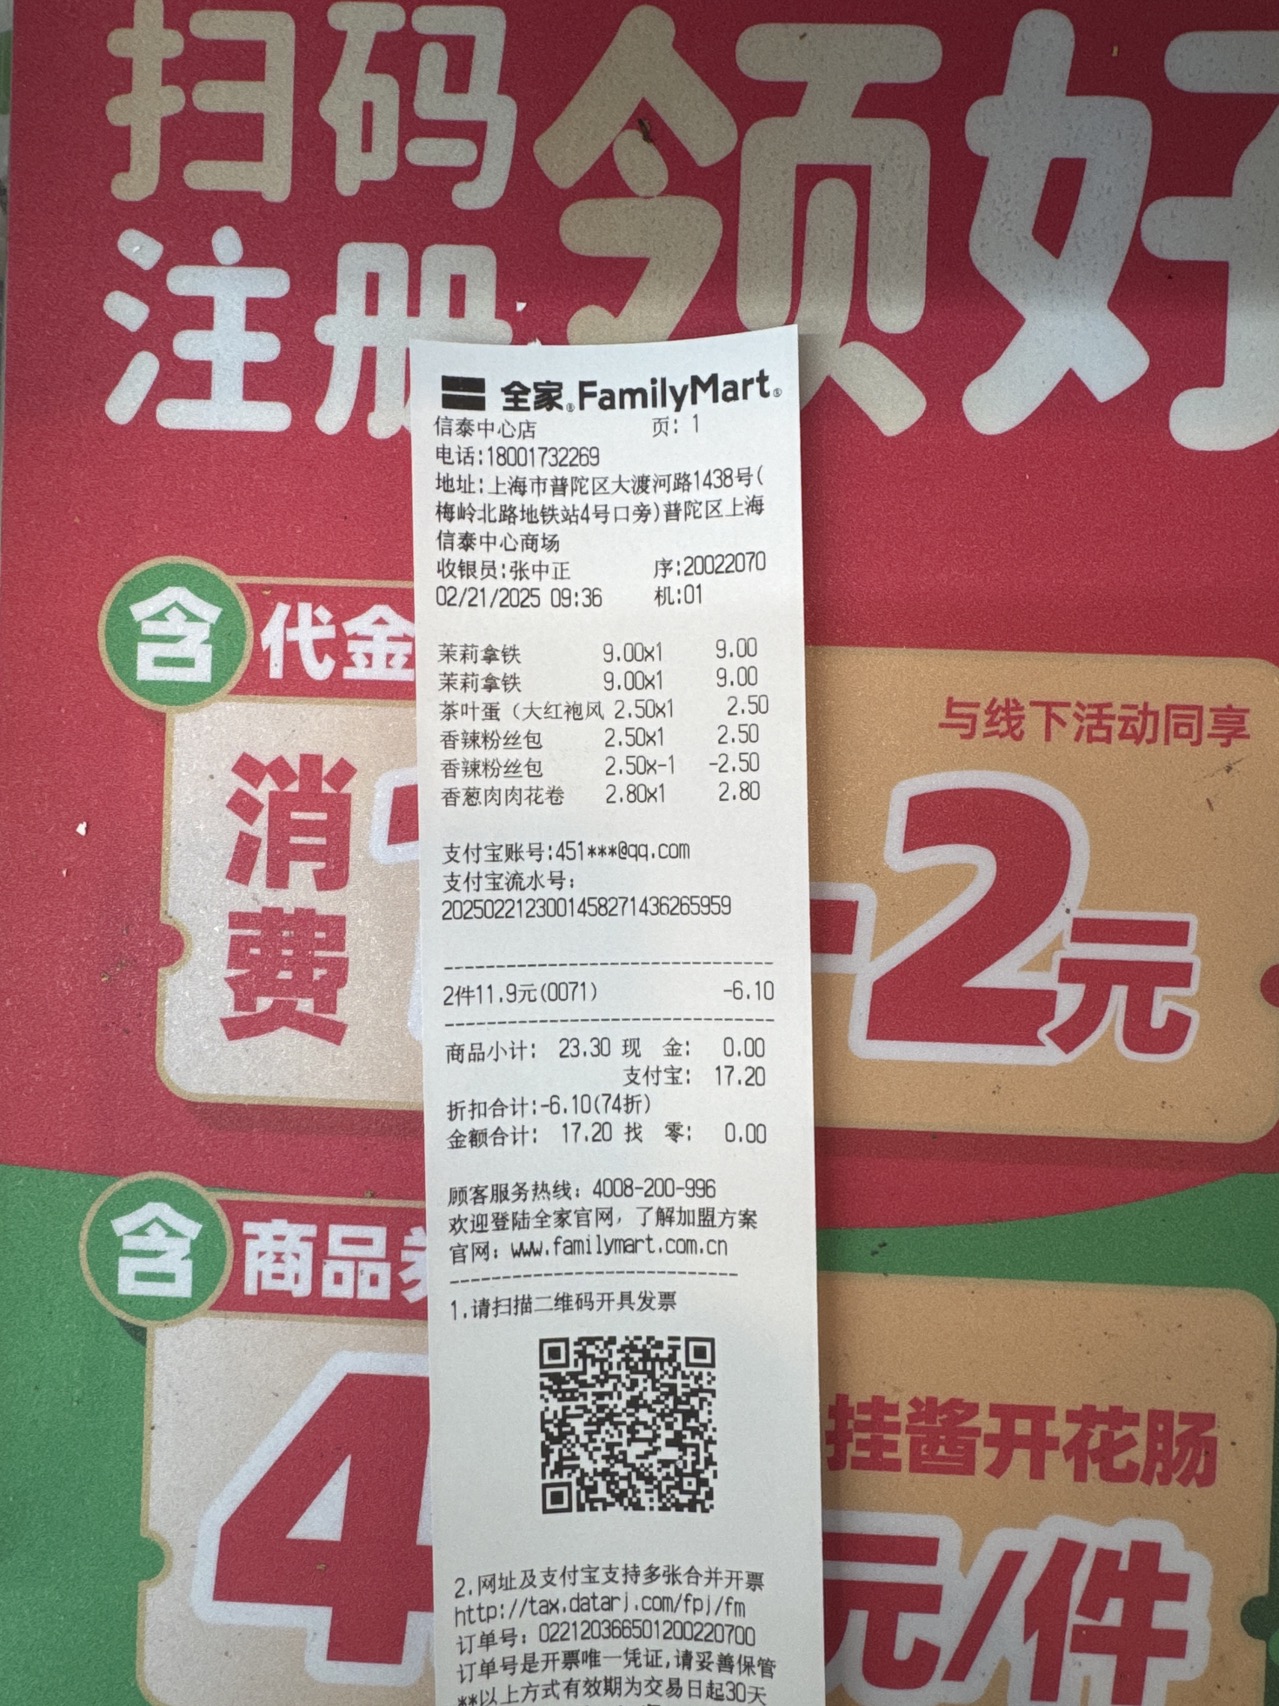 扫码
注册
领好
全家 FamilyMart
信泰中心店 页: 1
电话:18001732269
地址:上海市普陀区大渡河路1438号(
梅岭北路地铁站4号口旁)普陀区上海
信泰中心商场
收银员:张中正 序:20022070
02/21/2025 09:36 机:01
茉莉拿铁 9.00x1 9.00
茉莉拿铁 9.00x1 9.00
茶叶蛋（大红袍风 2.50x1 2.50
香辣粉丝包 2.50x1 2.50
香辣粉丝包 2.50x-1 -2.50
香葱肉肉花卷 2.80x1 2.80
支付宝账号:451***@qq.com
支付宝流水号:
2025022123001458271436265959
2件11.9元(0071) -6.10
商品小计: 23.30 现 金: 0.00
支付宝: 17.20
折扣合计:-6.10(74折)
金额合计: 17.20 找 零: 0.00
顾客服务热线: 4008-200-996
欢迎登陆全家官网，了解加盟方案
官网: www.familymart.com.cn
1.请扫描二维码开具发票
2.网址及支付宝支持多张合并开票
http://tax.datarj.com/fpj/fm
订单号: 022120366501200220700
订单号是开票唯一凭证,请妥善保管
**以上方式有效期为交易日起30天
含 代金
与线下活动同享
消费
-2元
含 商品
挂酱开花肠
4
元/件